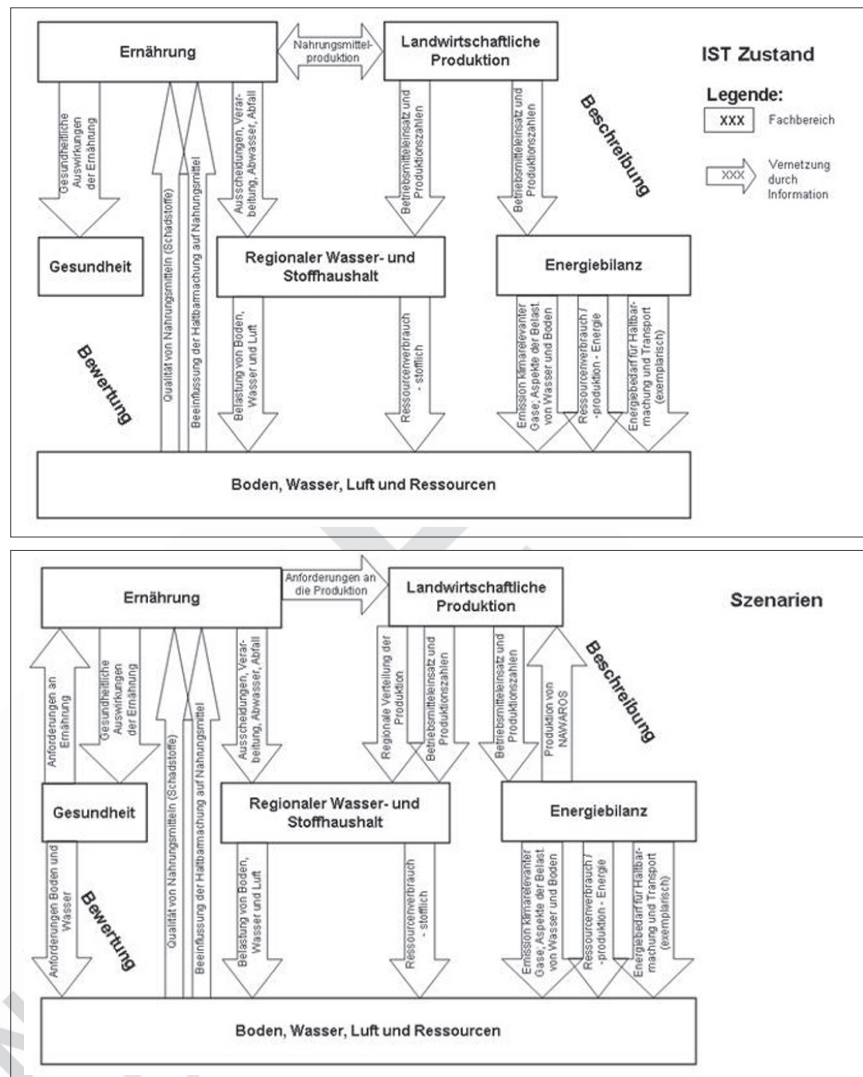 Ernährung
Nahrungsmittel-
produktion
Landwirtschaftliche
Produktion
IST Zustand
Legende:
XXX
Fachbereich
XXX
Vernetzung
durch
Information
Gesundheitliche
Auswirkungen
der Ernährung
Qualität von Nahrungsmitteln (Schadstoffe)
Beeinflussung der Haltbarmachung auf Nahrungsmittel
Ausscheidungen, Verar-
beitung, Abwasser, Abfall
Betriebsmitteleinsatz und
Produktionszahlen
Betriebsmitteleinsatz und
Produktionszahlen
Beschreibung
Gesundheit
Regionaler Wasser- und
Stoffhaushalt
Energiebilanz
Bewertung
Belastung von Boden,
Wasser und Luft
Ressourcenverbrauch
- stofflich
Emission klimarelevanter
Gase; Aspekte der Belast.
von Wasser und Boden
Ressourcenverbrauch /
-produktion - Energie
Energiebedarf für Haltbar-
machung und Transport
(exemplarisch)
Boden, Wasser, Luft und Ressourcen
Ernährung
Anforderungen an
die Produktion
Landwirtschaftliche
Produktion
Szenarien
Anforderungen an
Ernährung
Gesundheitliche
Auswirkungen
der Ernährung
Qualität von Nahrungsmitteln (Schadstoffe)
Beeinflussung der Haltbarmachung auf Nahrungsmittel
Ausscheidungen, Verar-
beitung, Abwasser, Abfall
Regionale Verteilung der
Produktion
Betriebsmitteleinsatz und
Produktionszahlen
Betriebsmitteleinsatz und
Produktionszahlen
Produktion von
NAWAROS
Beschreibung
Gesundheit
Regionaler Wasser- und
Stoffhaushalt
Energiebilanz
Anforderungen Boden und
Wasser
Bewertung
Belastung von Boden,
Wasser und Luft
Ressourcenverbrauch
- stofflich
Emission klimarelevanter
Gase; Aspekte der Belast.
von Wasser und Boden
Ressourcenverbrauch /
-produktion - Energie
Energiebedarf für Haltbar-
machung und Transport
(exemplarisch)
Boden, Wasser, Luft und Ressourcen